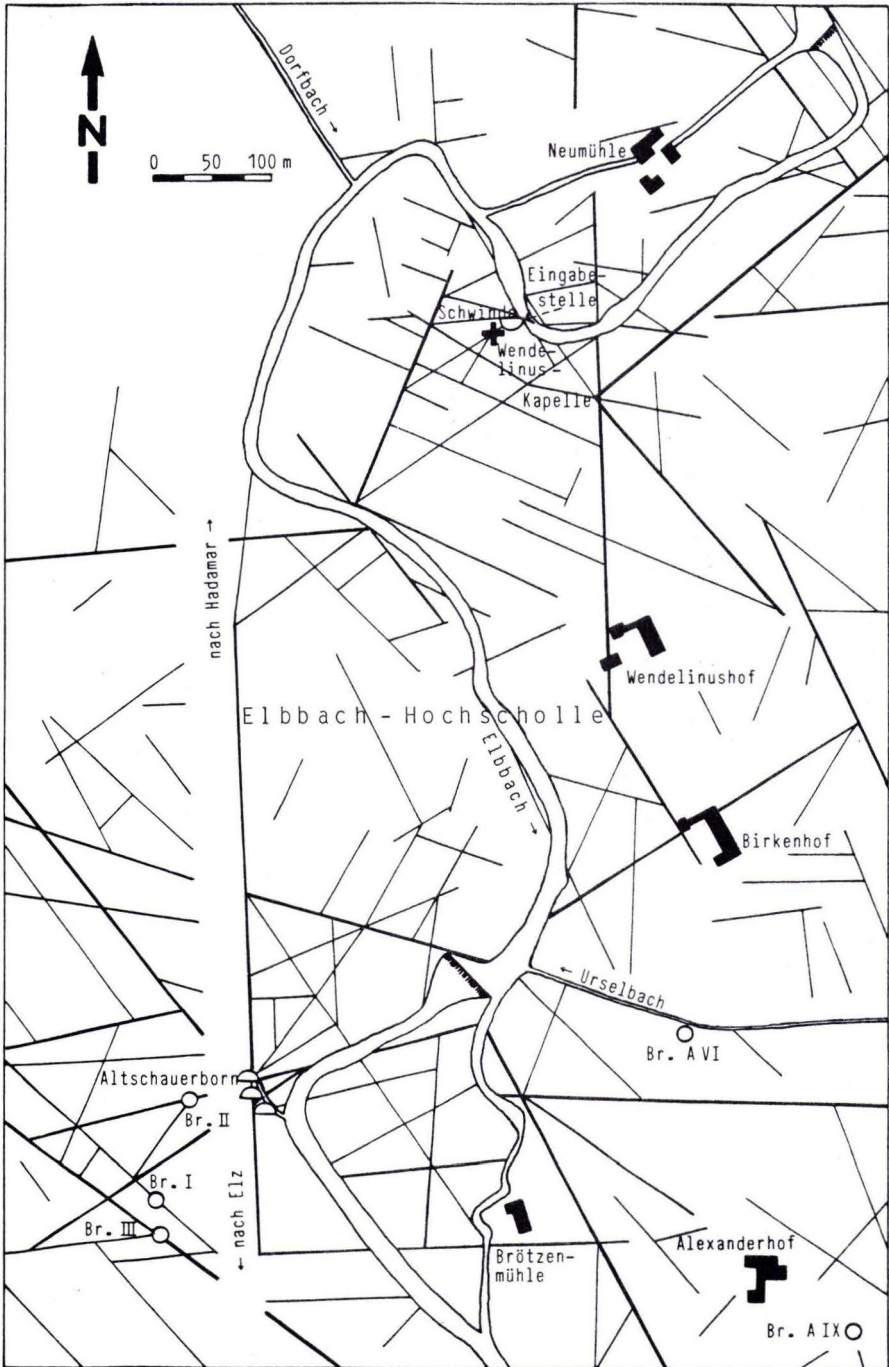 Dorfbach →
N
0 50 100 m
Neumühle
Eingabe-
stelle
Schwinde
Wende-
linus-
Kapelle
nach Hadamar →
Wendelinushof
Elbbach-Hochscholle
Elbbach →
Birkenhof
← Urselbach
Br. A VI
Altschauerborn
Br. II
Br. I
Br. III
← nach Elz
Brötzen-
mühle
Alexanderhof
Br. A IX